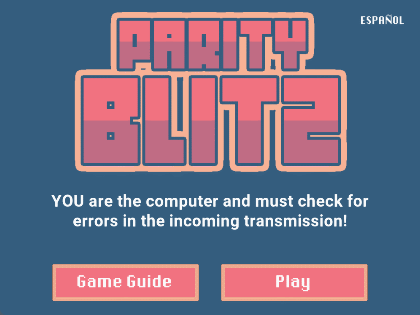 ESPAÑOL
PARITY
BLITZ
YOU are the computer and must check for
errors in the incoming transmission!
Game Guide
Play